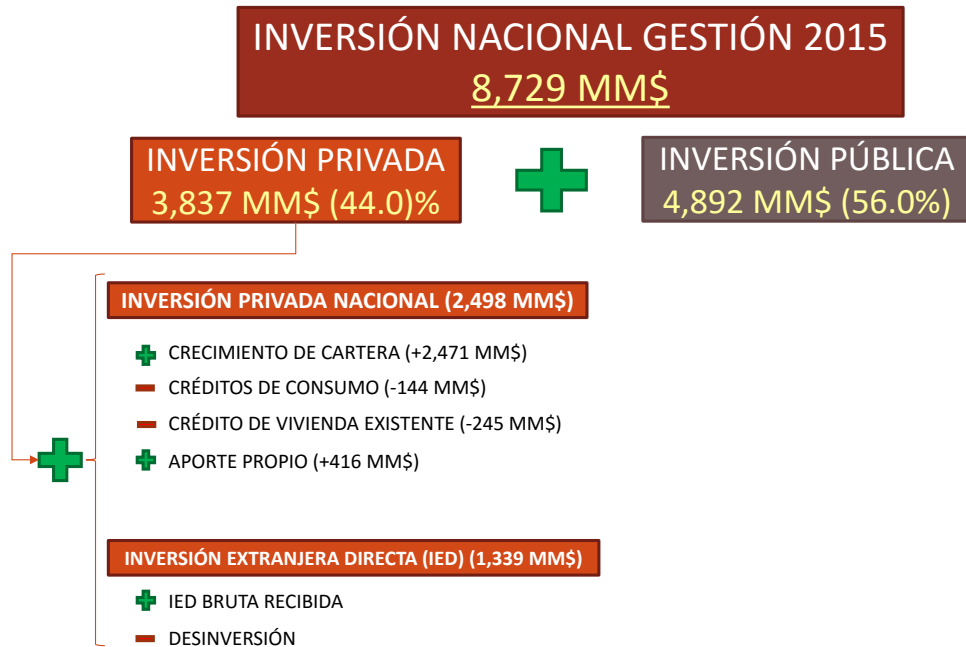 INVERSIÓN NACIONAL GESTIÓN 2015
8,729 MM$
INVERSIÓN PRIVADA
3,837 MM$ (44.0)%
INVERSIÓN PÚBLICA
4,892 MM$ (56.0%)
INVERSIÓN PRIVADA NACIONAL (2,498 MM$)
CRECIMIENTO DE CARTERA (+2,471 MM$)
CRÉDITOS DE CONSUMO (-144 MM$)
CRÉDITO DE VIVIENDA EXISTENTE (-245 MM$)
APORTE PROPIO (+416 MM$)
INVERSIÓN EXTRANJERA DIRECTA (IED) (1,339 MM$)
IED BRUTA RECIBIDA
DESINVERSIÓN